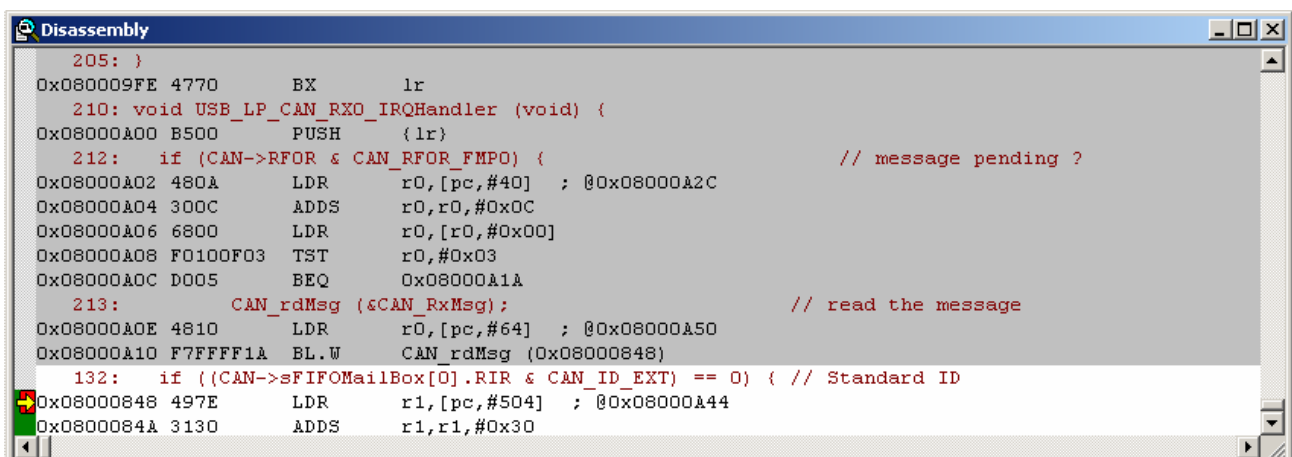 Disassembly
205: }
0x080009FE 4770 BX lr
210: void USB_LP_CAN_RX0_IRQHandler (void) {
0x08000A00 B500 PUSH {lr}
212: if (CAN->RF0R & CAN_RF0R_FMP0) { // message pending ?
0x08000A02 480A LDR r0,[pc,#40] ; @0x08000A2C
0x08000A04 300C ADDS r0,r0,#0x0C
0x08000A06 6800 LDR r0,[r0,#0x00]
0x08000A08 F0100F03 TST r0,#0x03
0x08000A0C D005 BEQ 0x08000A1A
213: CAN_rdMsg (&CAN_RxMsg); // read the message
0x08000A0E 4810 LDR r0,[pc,#64] ; @0x08000A50
0x08000A10 F7FFFF1A BL.W CAN_rdMsg (0x08000848)
132: if ((CAN->sFIFOMailBox[0].RIR & CAN_ID_EXT) == 0) { // Standard ID
0x08000848 497E LDR r1,[pc,#504] ; @0x08000A44
0x0800084A 3130 ADDS r1,r1,#0x30